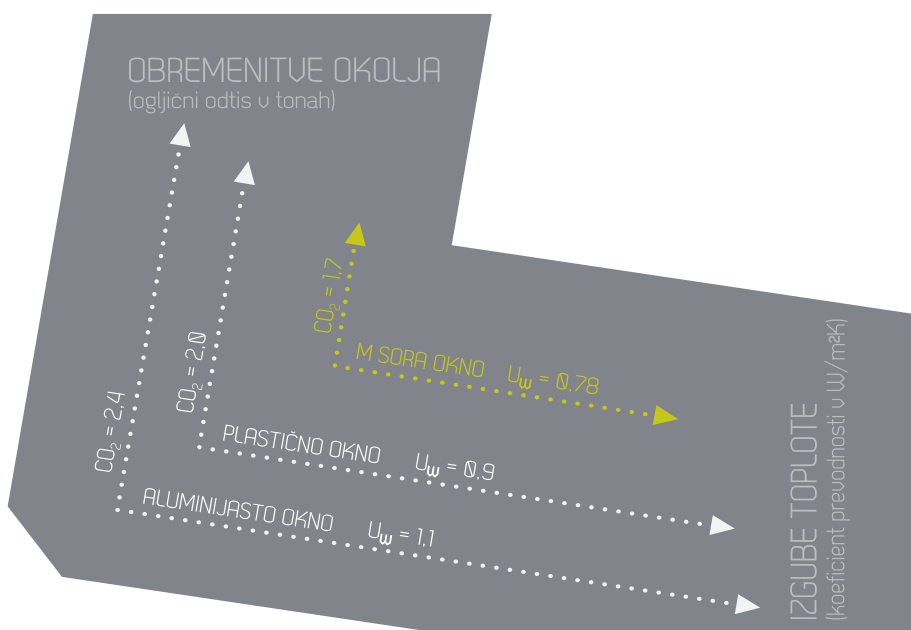 OBREMENITVE OKOLJA
(ogljični odtis v tonah)
CO₂ = 1,7
M SORA OKNO U𝘄 = 0,78
CO₂ = 2,0
PLASTIČNO OKNO U𝘄 = 0,9
CO₂ = 2,4
ALUMINIJASTO OKNO U𝘄 = 1,1
IZGUBE TOPLOTE
(koeficient prevodnosti v W/m²K)